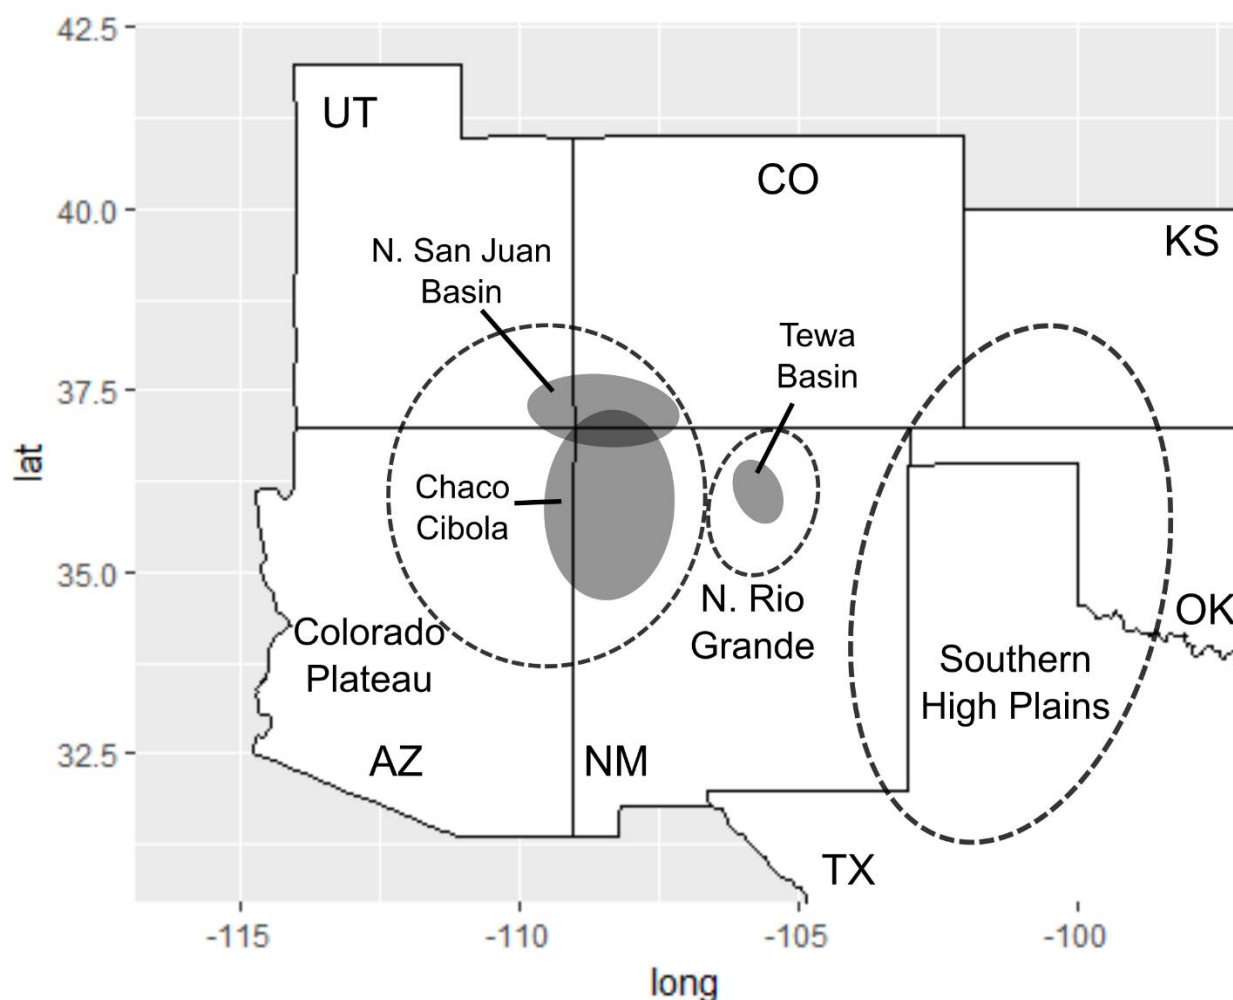 42.5
UT
CO
40.0
KS
N. San Juan
Basin
Tewa
Basin
37.5
lat
Chaco
Cibola
35.0
N. Rio
Grande
OK
Colorado
Plateau
Southern
High Plains
32.5
AZ
NM
TX
-115
-110
-105
-100
long